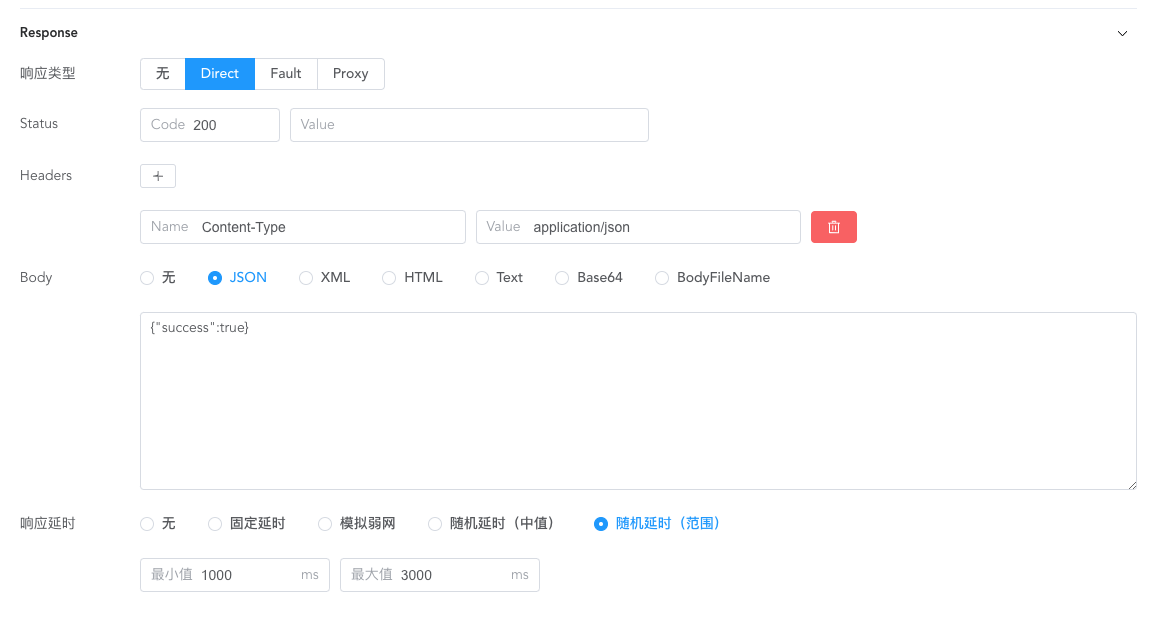 Response
响应类型 无 Direct Fault Proxy
Status Code 200 Value
Headers +
Name Content-Type Value application/json
Body 无 JSON XML HTML Text Base64 BodyFileName
{"success":true}
响应延时 无 固定延时 模拟弱网 随机延时（中值） 随机延时（范围）
最小值 1000 ms 最大值 3000 ms